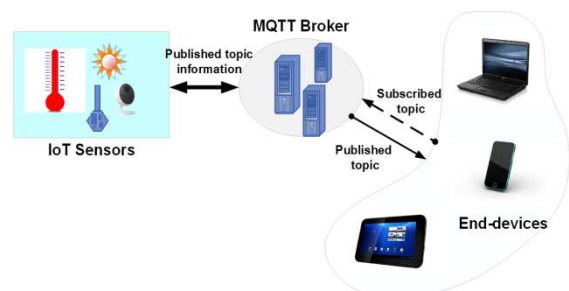 MQTT Broker
Published topic
information
IoT Sensors
Subscribed
topic
Published
topic
End-devices